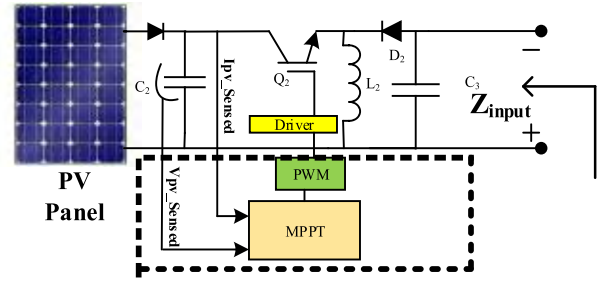 PV
Panel
C2
Ipv_Sensed
Vpv_Sensed
Q2
Driver
PWM
MPPT
L2
D2
C3
−
Zinput
+